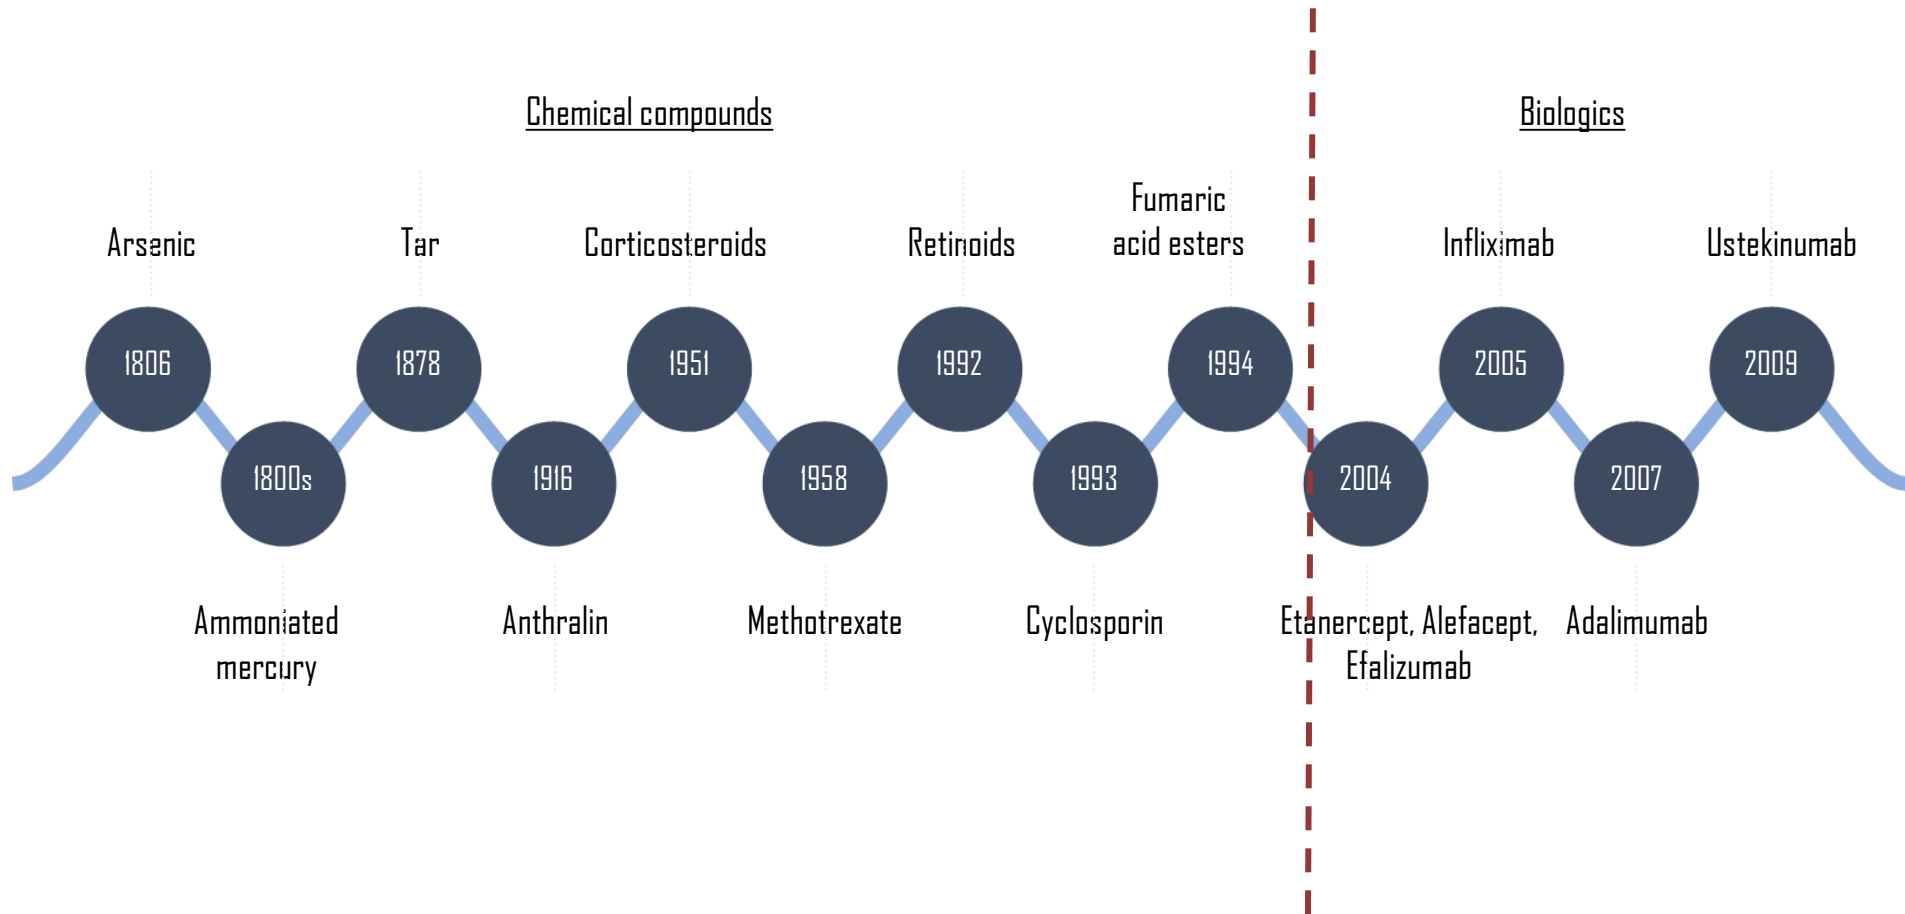 Chemical compounds
Biologics
Arsenic
Tar
Corticosteroids
Retinoids
Fumaric
acid esters
Infliximab
Ustekinumab
1806
1878
1951
1992
1994
2005
2009
1800s
1916
1958
1993
2004
2007
Ammoniated
mercury
Anthralin
Methotrexate
Cyclosporin
Etanercept, Alefacept,
Efalizumab
Adalimumab